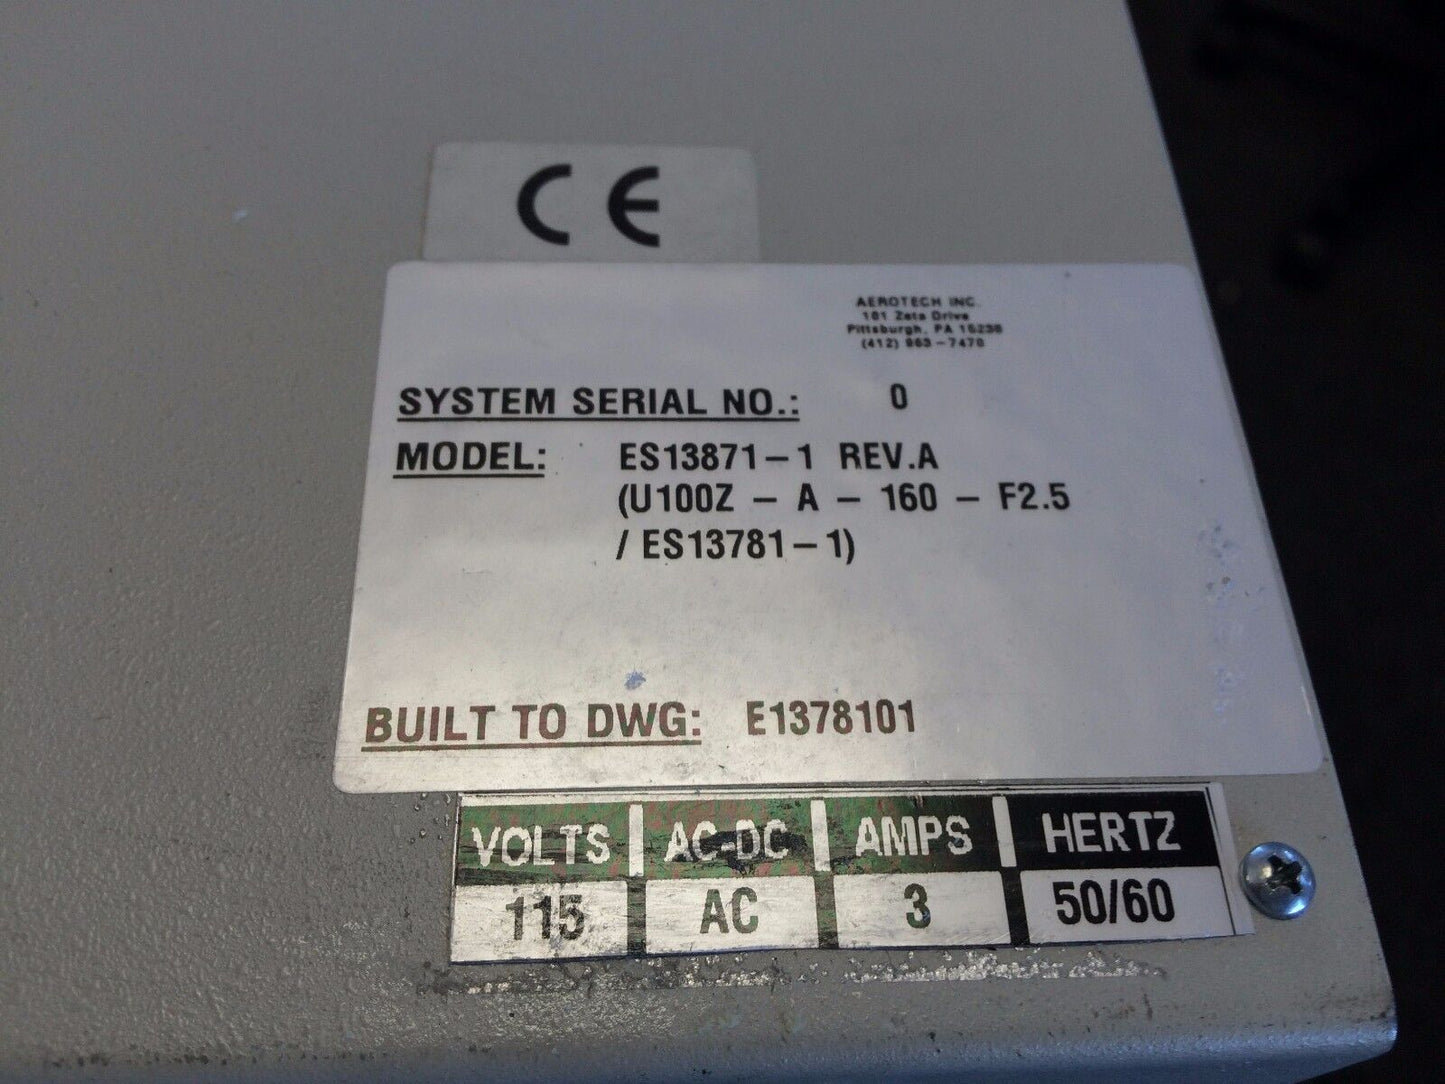 CE
AEROTECH INC.
101 Zeta Drive
Pittsburgh, PA 15238
(412) 963-7470
SYSTEM SERIAL NO.: 0
MODEL: ES13871-1 REV.A
(U100Z - A - 160 - F2.5
/ ES13781-1)
BUILT TO DWG: E1378101
VOLTS AC-DC AMPS HERTZ
115 AC 3 50/60